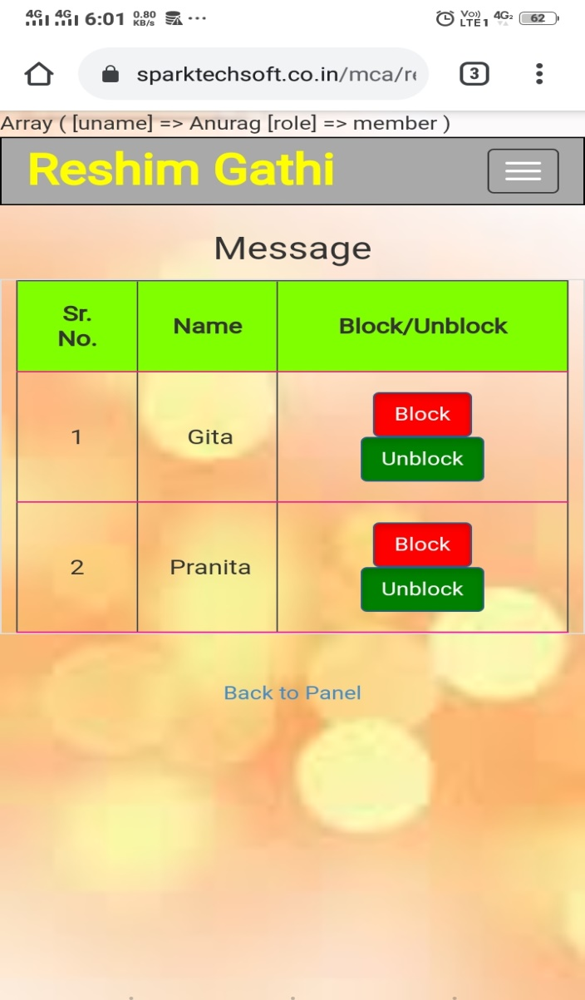 4G 4G 6:01 0.80 KB/s ... Vo)) LTE1 4G2 62
sparktechsoft.co.in/mca/re
3
Array ( [uname] => Anurag [role] => member )
Reshim Gathi
Message
Sr. No. Name Block/Unblock
1 Gita Block
Unblock
2 Pranita Block
Unblock
Back to Panel